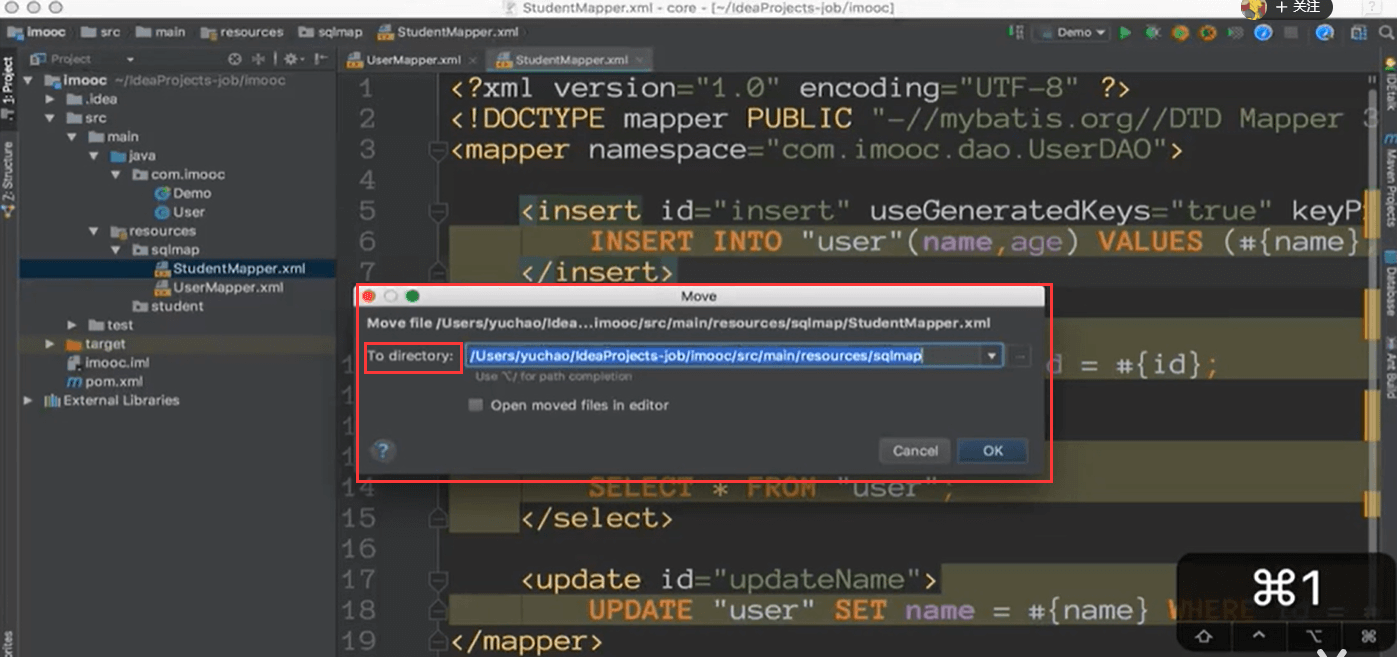 StudentMapper.xml - core - [~/IdeaProjects-job/imooc]
+ 关注
?
imooc src main resources sqlmap StudentMapper.xml
Demo
Project
UserMapper.xml
StudentMapper.xml
1: Project
Z: Structure
imooc ~/IdeaProjects-job/imooc
.idea
src
main
java
com.imooc
Demo
User
resources
sqlmap
StudentMapper.xml
UserMapper.xml
student
test
target
imooc.iml
pom.xml
External Libraries
1 <?xml version="1.0" encoding="UTF-8" ?>
2 <!DOCTYPE mapper PUBLIC "-//mybatis.org//DTD Mapper 3
3 <mapper namespace="com.imooc.dao.UserDAO">
4
5 <insert id="insert" useGeneratedKeys="true" keyP
6 INSERT INTO "user"(name,age) VALUES (#{name}
7 </insert>
Move
Move file /Users/yuchao/Idea...imooc/src/main/resources/sqlmap/StudentMapper.xml
To directory: /Users/yuchao/IdeaProjects-job/imooc/src/main/resources/sqlmap
Use ⌥/ for path completion
Open moved files in editor
?
Cancel
OK
d = #{id};
14 SELECT * FROM "user";
15 </select>
16
17 <update id="updateName">
18 UPDATE "user" SET name = #{name} WHERE id =
19 </mapper>
Maven Projects
Database
Ant Build
⌘1
⇧ ^ ⌥ ⌘